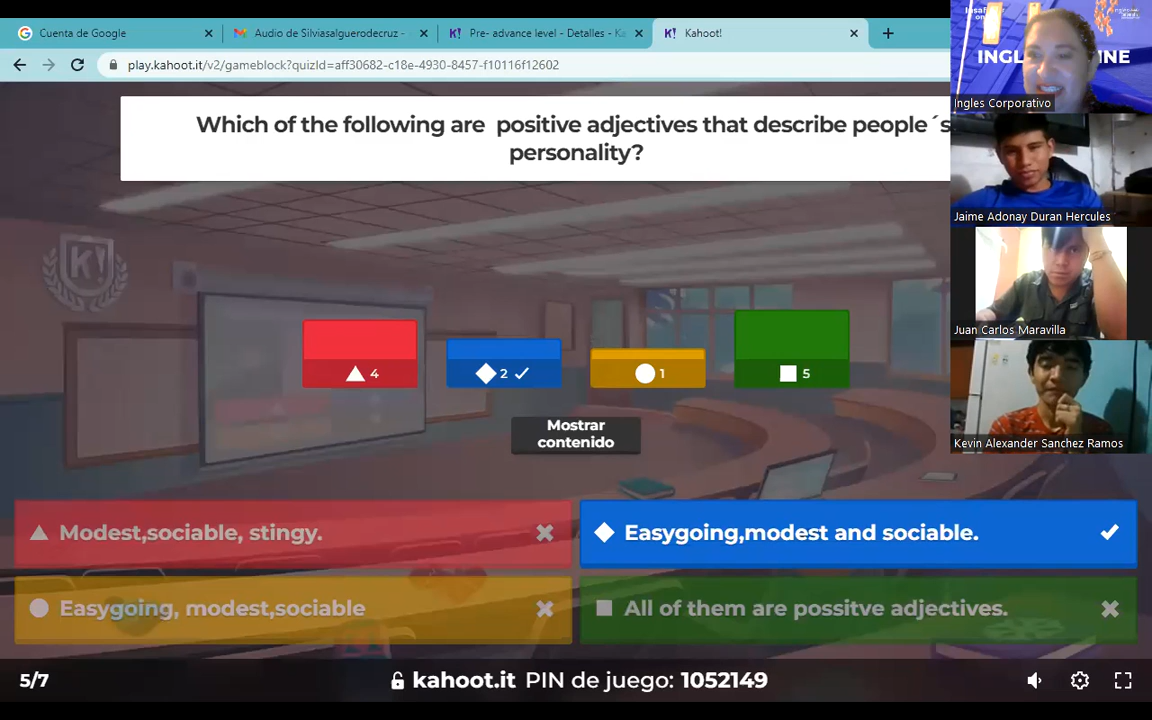 Cuenta de Google
Audio de Silviasalguerodecruz -
Pre- advance level - Detalles - Ka
Kahoot!
play.kahoot.it/v2/gameblock?quizId=aff30682-c18e-4930-8457-f10116f12602
Which of the following are positive adjectives that describe people´s
personality?
K!
4
2
1
5
Mostrar
contenido
Modest,sociable, stingy.
Easygoing,modest and sociable.
Easygoing, modest,sociable
All of them are possitve adjectives.
5/7
kahoot.it PIN de juego: 1052149
Ingles Corporativo
Jaime Adonay Duran Hercules
Juan Carlos Maravilla
Kevin Alexander Sanchez Ramos